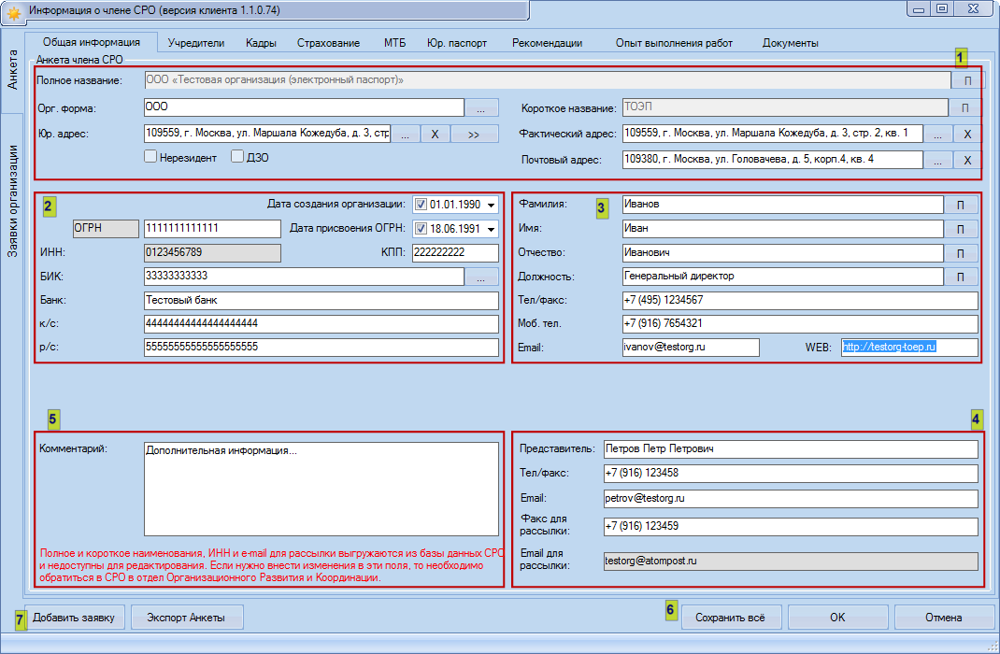 Информация о члене СРО (версия клиента 1.1.0.74)
Анкета
Заявки организации
Общая информация Учредители Кадры Страхование МТБ Юр. паспорт Рекомендации Опыт выполнения работ Документы
Анкета члена СРО
1
Полное название: ООО «Тестовая организация (электронный паспорт)» П
Орг. форма: ООО ... Короткое название: ТОЭП П
Юр. адрес: 109559, г. Москва, ул. Маршала Кожедуба, д. 3, стр ... X >> Фактический адрес: 109559, г. Москва, ул. Маршала Кожедуба, д. 3, стр. 2, кв. 1 ... X
Нерезидент ДЗО Почтовый адрес: 109380, г. Москва, ул. Головачева, д. 5, корп.4, кв. 4 ... X
2
Дата создания организации: 01.01.1990
ОГРН 1111111111111 Дата присвоения ОГРН: 18.06.1991
ИНН: 0123456789 КПП: 222222222
БИК: 33333333333 ...
Банк: Тестовый банк
к/с: 44444444444444444444
р/с: 55555555555555555555
3
Фамилия: Иванов П
Имя: Иван П
Отчество: Иванович П
Должность: Генеральный директор П
Тел/факс: +7 (495) 1234567
Моб. тел. +7 (916) 7654321
Email: ivanov@testorg.ru WEB: http://testorg-toep.ru
5
Комментарий: Дополнительная информация...
Полное и короткое наименования, ИНН и e-mail для рассылки выгружаются из базы данных СРО
и недоступны для редактирования. Если нужно внести изменения в эти поля, то необходимо
обратиться в СРО в отдел Организационного Развития и Координации.
4
Представитель: Петров Петр Петрович
Тел/факс: +7 (916) 123458
Email: petrov@testorg.ru
Факс для
рассылки: +7 (916) 123459
Email для
рассылки: testorg@atompost.ru
7 Добавить заявку Экспорт Анкеты 6 Сохранить всё ОК Отмена